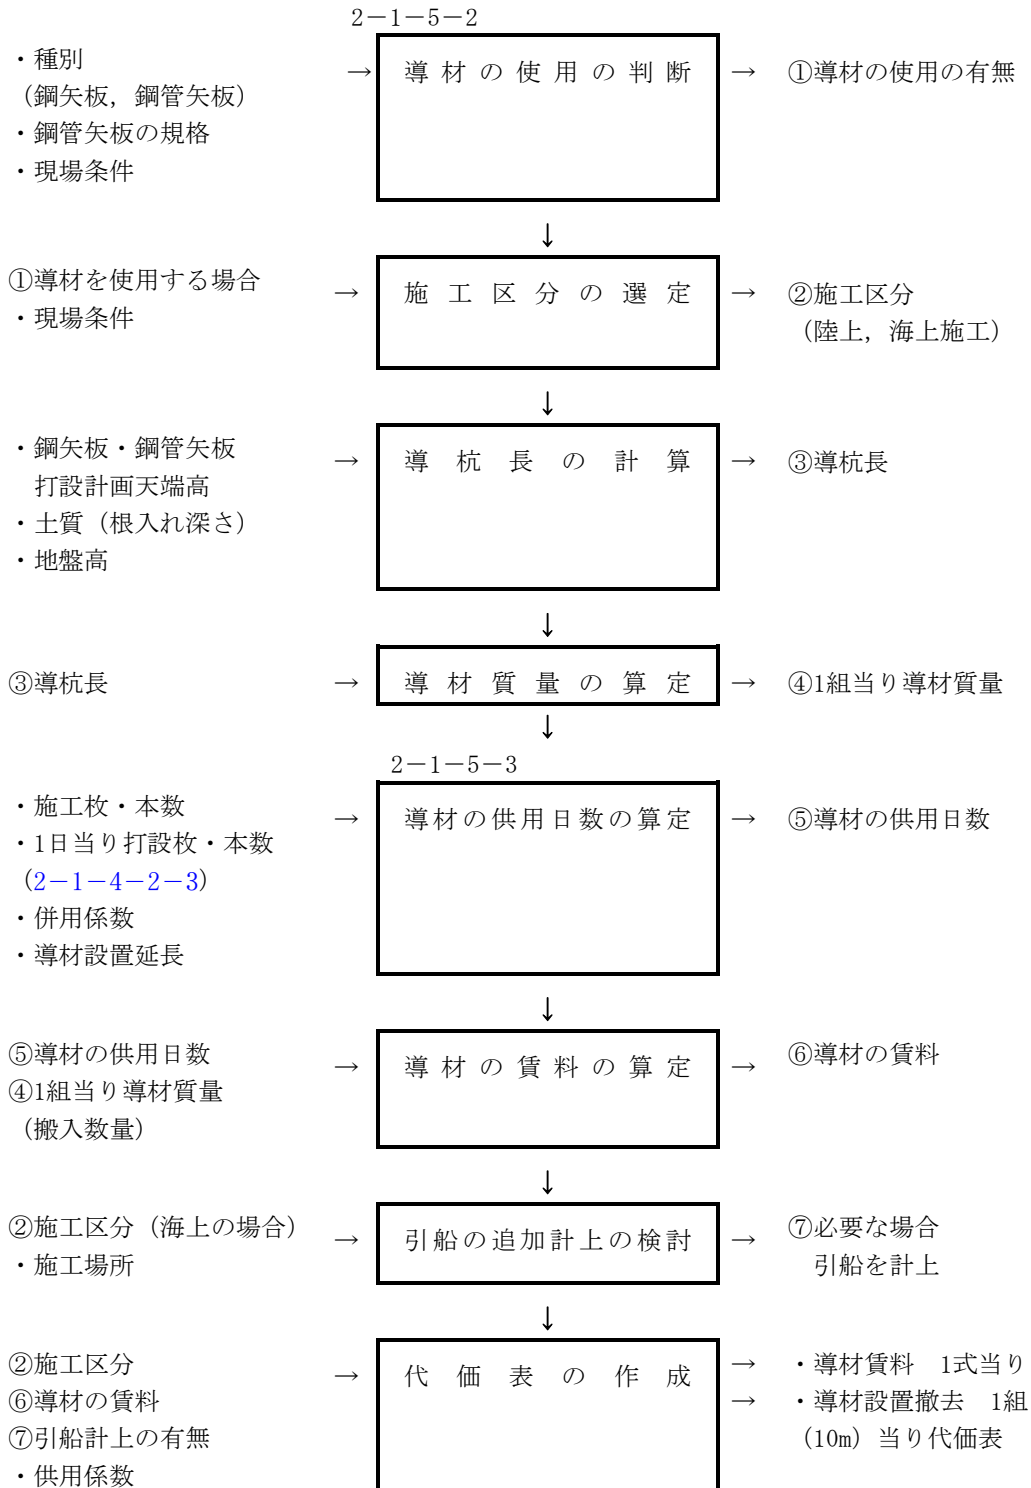 2－1－5－2
・種別
（鋼矢板，鋼管矢板）
・鋼管矢板の規格
・現場条件
→
導材の使用の判断
→
①導材の使用の有無
↓
①導材を使用する場合
・現場条件
→
施工区分の選定
→
②施工区分
（陸上，海上施工）
↓
・鋼矢板・鋼管矢板
打設計画天端高
・土質（根入れ深さ）
・地盤高
→
導杭長の計算
→
③導杭長
↓
③導杭長
→
導材質量の算定
→
④1組当り導材質量
↓
2－1－5－3
・施工枚・本数
・1日当り打設枚・本数
（2－1－4－2－3）
・併用係数
・導材設置延長
→
導材の供用日数の算定
→
⑤導材の供用日数
↓
⑤導材の供用日数
④1組当り導材質量
（搬入数量）
→
導材の賃料の算定
→
⑥導材の賃料
↓
②施工区分（海上の場合）
・施工場所
→
引船の追加計上の検討
→
⑦必要な場合
引船を計上
↓
②施工区分
⑥導材の賃料
⑦引船計上の有無
・供用係数
→
代価表の作成
→
・導材賃料　1式当り
→
・導材設置撤去　1組
（10m）当り代価表